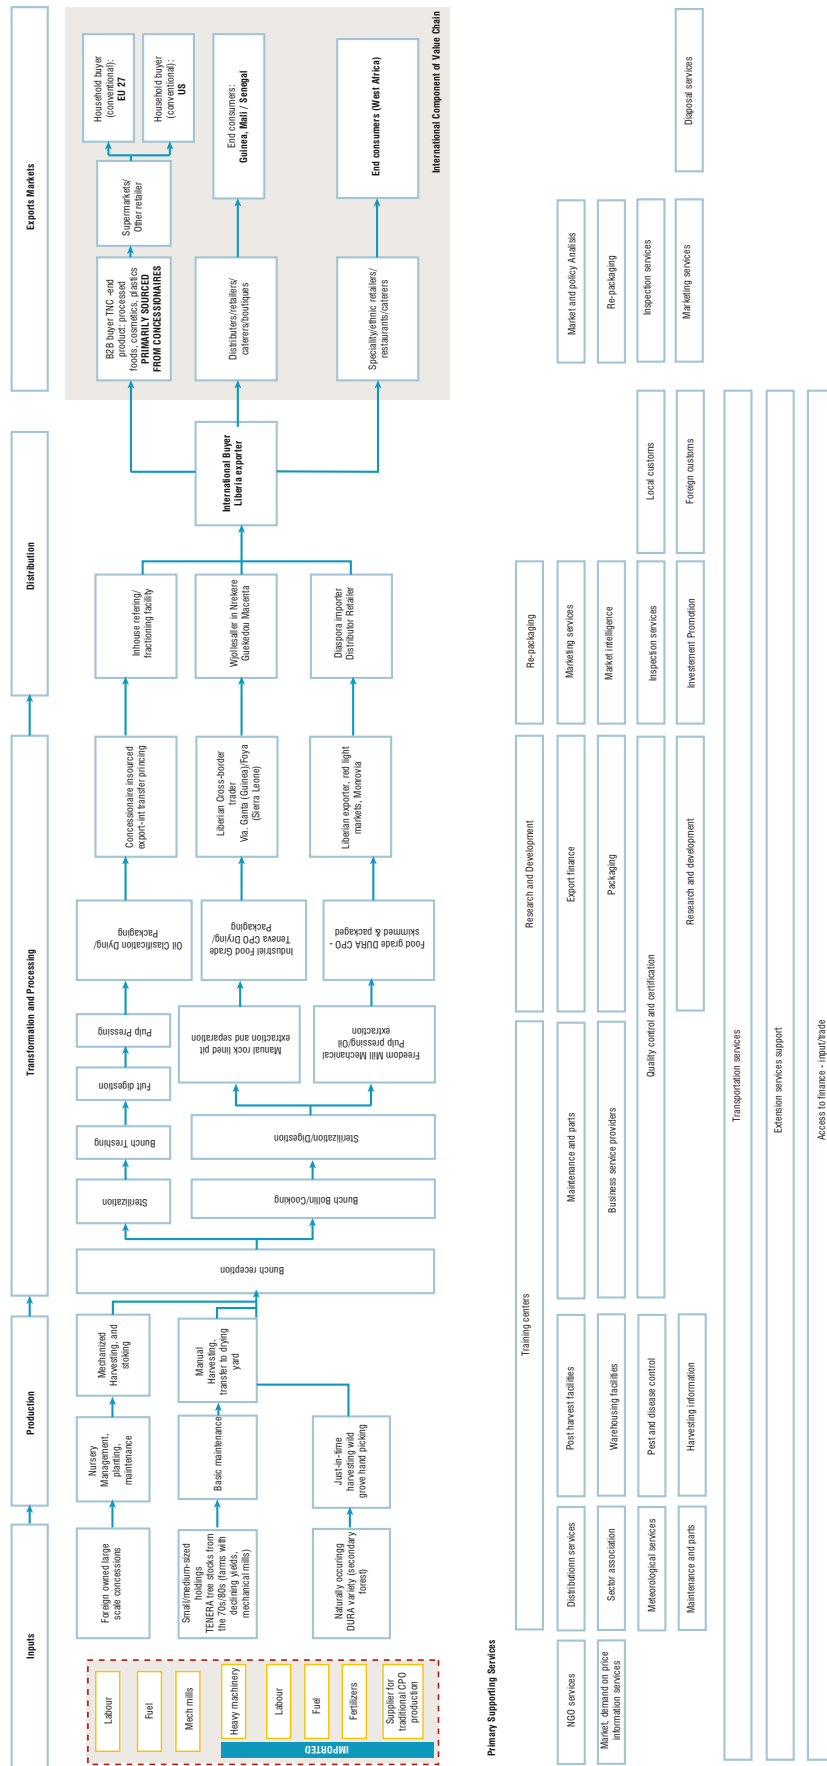 Inputs
Production
Transformation and Processing
Distribution
Exports Markets
Labour
Fuel
Mech mills
Heavy machinery
Labour
Fuel
Fertilizers
Supplier for
traditional CPO
production
IMPORTED
Foreign owned large
scale concessions
Small/medium-sized
holdings
TENERA tree stocks from
the 70s/80s (farms with
declining yields,
mechanical mills)
Naturally occuringg
DURA variety (secondary
forest)
Nursery
Management,
planting,
maintenance
Basic maintenance
Just-in-time
harvesting wild
grove hand picking
Mechanized
Harvesting, and
stoking
Manual
Harvesting,
transfer to drying
yard
Bunch reception
Sterilization
Bunch Treshing
Fult digestion
Pulp Pressing
Oil Clasification Dying/
Packaging
Bunch Bollin/Cooking
Sterilization/Digestion
Manual rock lined pit
extraction and separation
Freedom Mill Mechanical
Pulp Pressing/Oil
extraction
Industriel Food Grade
Teneva CPO Drying/
Packaging
Food grade DURA CPO -
skimmed & packaged
Concessionaire insourced
export-int transfer princing
Liberian Cross-border
trader
Via. Ganta (Guinea)/Foya
(Sierra Leone)
Liberian exporter, red light
markets, Monrovia
Inhouse refering/
fractioning facility
Wjollesaller in Nrekere
Guekedou Macenta
Diaspora importer
Distributor Retailer
International Buyer
Liberia exporter
B2B buyer TNC -end
product: processed
foods, cosmetics, plastics
PRIMARILY SOURCED
FROM CONCESSIONAIRES
Supermarkets/
Other retailer
Household buyer
(conventional):
EU 27
Household buyer
(conventional) :
US
Distributers/retailers/
caterers/boutiques
End consumers:
Guinea, Mali / Senegal
Speciality/ethnic retailers/
restaurants/caterers
End consumers (West Africa)
International Component of Value Chain
Primary Supporting Services
Training centers
Research and Development
Re-packaging
NGO services
Distributionn services
Post harvest facilities
Maintenance and parts
Export finance
Marketing services
Market and policy Analisis
Market, demand on price
information services
Sector association
Warehousing facilities
Business service providers
Packaging
Market intelligence
Re-packaging
Meteorological services
Pest and disease control
Quality control and certification
Inspection services
Local customs
Inspection services
Maintenance and parts
Harvesting information
Research and development
Investement Promotion
Foreign customs
Marketing services
Diaposal services
Transportation services
Extension services support
Access to finance - input/trade